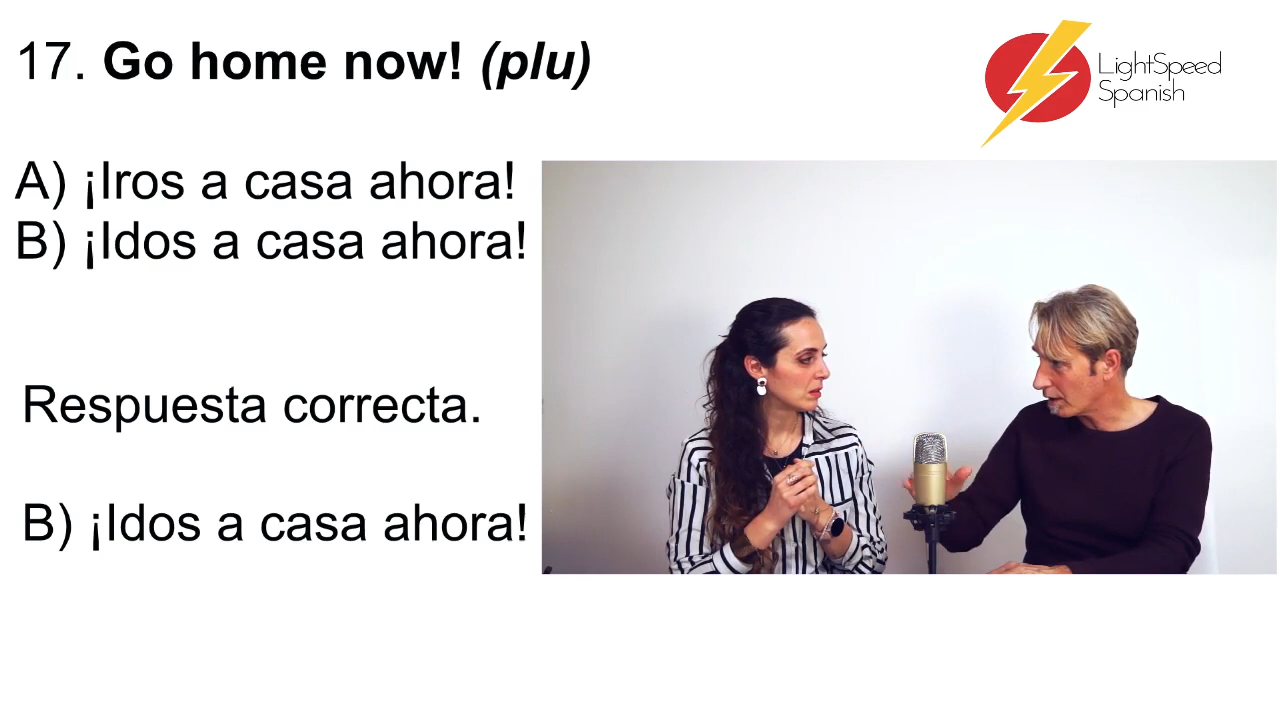 17. Go home now! (plu)
LightSpeed
Spanish
A) ¡Iros a casa ahora!
B) ¡Idos a casa ahora!
Respuesta correcta.
B) ¡Idos a casa ahora!